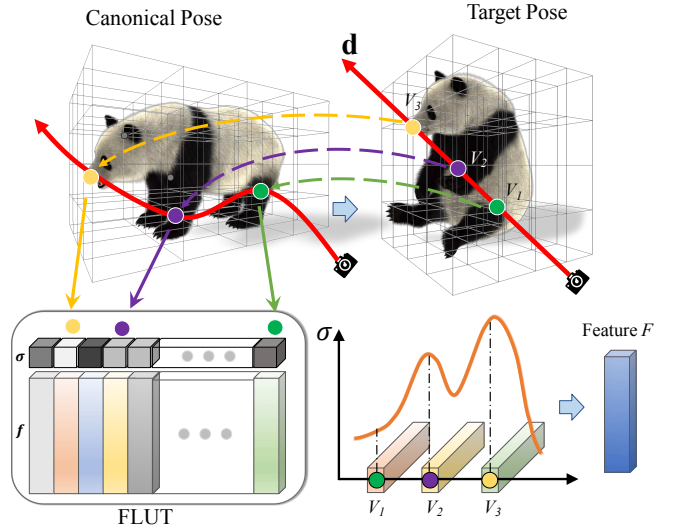 Canonical Pose
Target Pose
d
V3
V2
V1
σ
f
FLUT
σ
V1
V2
V3
Feature F